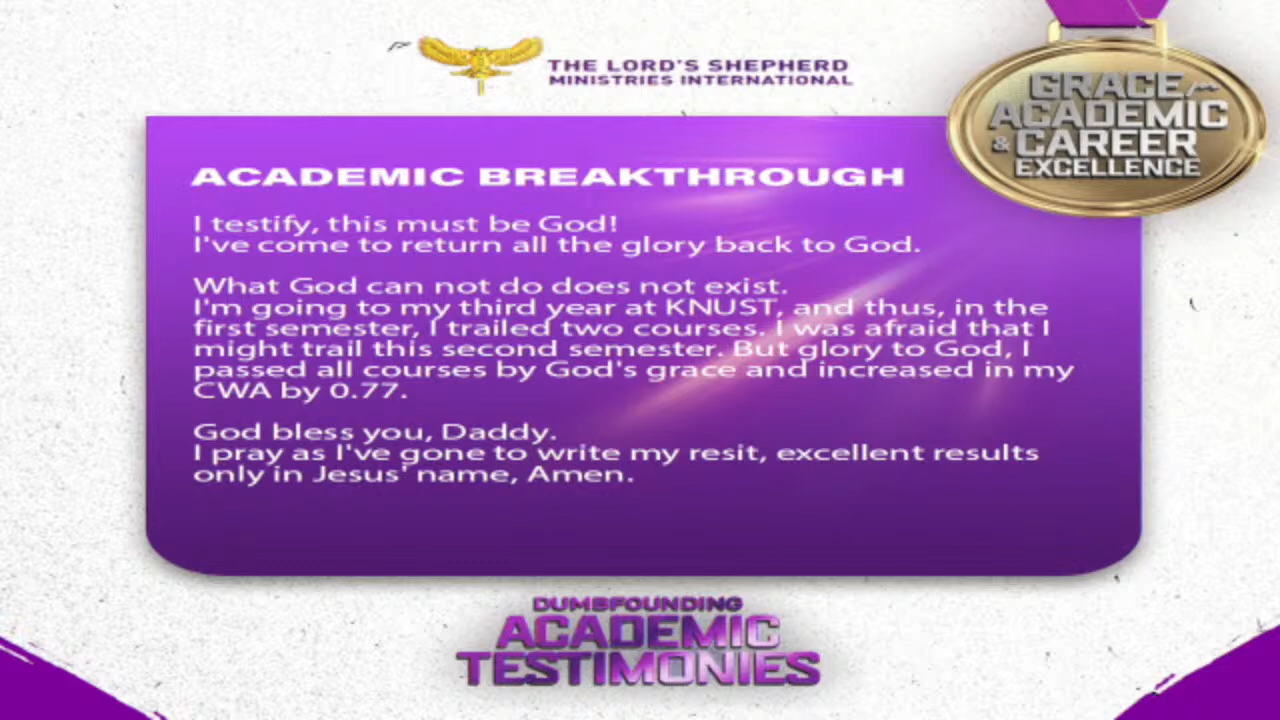 THE LORD'S SHEPHERD
MINISTRIES INTERNATIONAL
GRACE for
ACADEMIC
& CAREER
EXCELLENCE
ACADEMIC BREAKTHROUGH
I testify, this must be God!
I've come to return all the glory back to God.
What God can not do does not exist.
I'm going to my third year at KNUST, and thus, in the
first semester, I trailed two courses. I was afraid that I
might trail this second semester. But glory to God, I
passed all courses by God's grace and increased in my
CWA by 0.77.
God bless you, Daddy.
I pray as I've gone to write my resit, excellent results
only in Jesus' name, Amen.
DUMBFOUNDING
ACADEMIC
TESTIMONIES